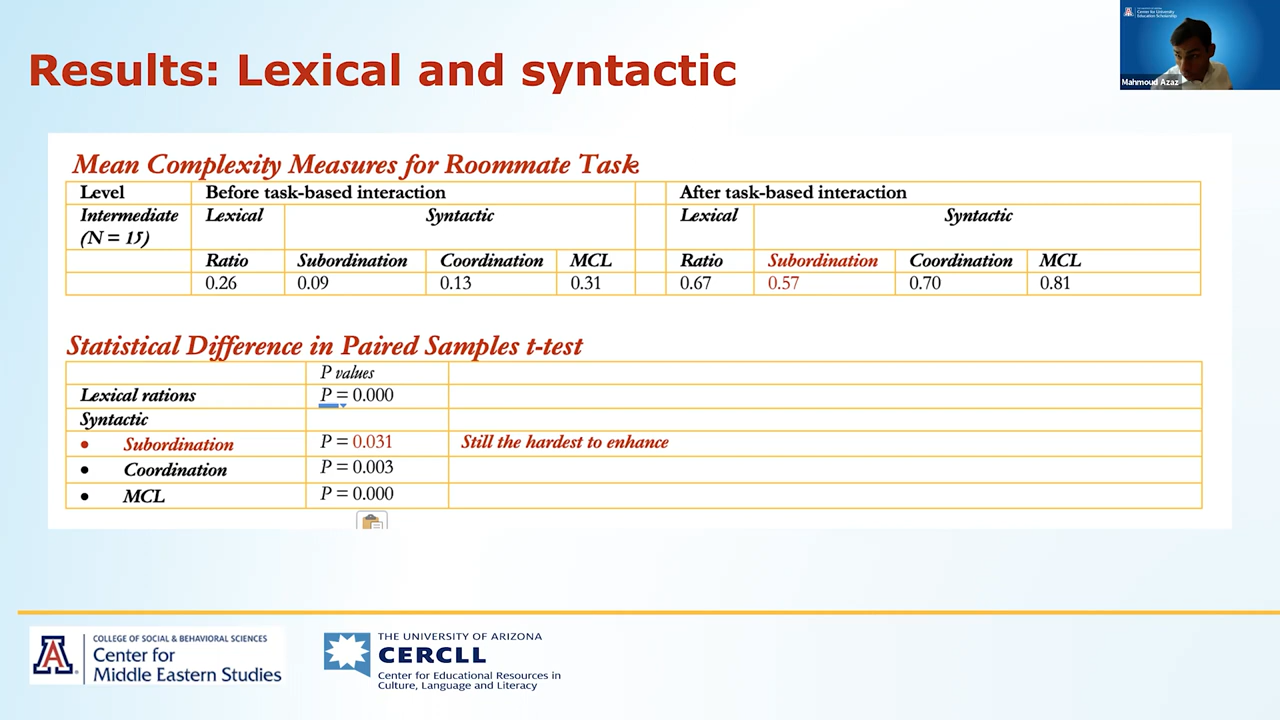 Results: Lexical and syntactic
Mahmoud Azaz
Mean Complexity Measures for Roommate Task
Level Before task-based interaction After task-based interaction
Intermediate (N = 15) Lexical Syntactic Lexical Syntactic
Ratio Subordination Coordination MCL Ratio Subordination Coordination MCL
0.26 0.09 0.13 0.31 0.67 0.57 0.70 0.81
Statistical Difference in Paired Samples t-test
P values
Lexical rations P = 0.000
Syntactic
• Subordination P = 0.031 Still the hardest to enhance
• Coordination P = 0.003
• MCL P = 0.000
A
COLLEGE OF SOCIAL & BEHAVIORAL SCIENCES
Center for
Middle Eastern Studies
THE UNIVERSITY OF ARIZONA
CERCLL
Center for Educational Resources in
Culture, Language and Literacy